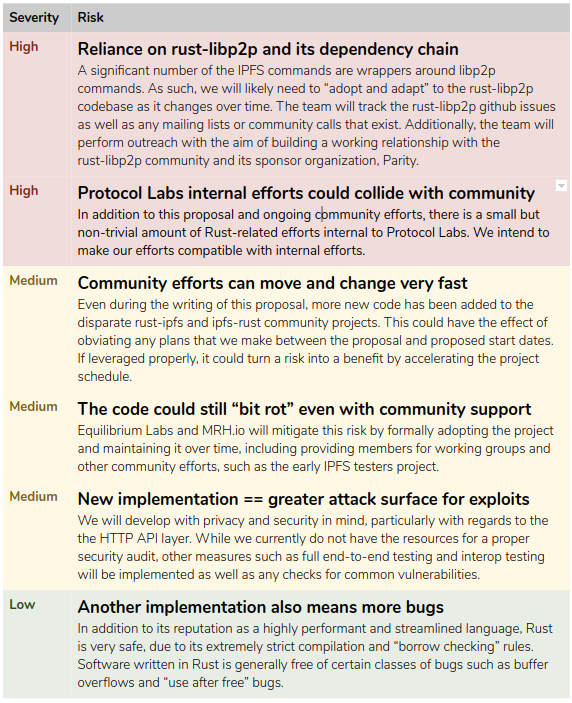 Severity Risk
High Reliance on rust-libp2p and its dependency chain
A significant number of the IPFS commands are wrappers around libp2p
commands. As such, we will likely need to “adopt and adapt” to the rust-libp2p
codebase as it changes over time. The team will track the rust-libp2p github issues
as well as any mailing lists or community calls that exist. Additionally, the team will
perform outreach with the aim of building a working relationship with the
rust-libp2p community and its sponsor organization, Parity.
High Protocol Labs internal efforts could collide with community
In addition to this proposal and ongoing community efforts, there is a small but
non-trivial amount of Rust-related efforts internal to Protocol Labs. We intend to
make our efforts compatible with internal efforts.
Medium Community efforts can move and change very fast
Even during the writing of this proposal, more new code has been added to the
disparate rust-ipfs and ipfs-rust community projects. This could have the effect of
obviating any plans that we make between the proposal and proposed start dates.
If leveraged properly, it could turn a risk into a benefit by accelerating the project
schedule.
Medium The code could still “bit rot” even with community support
Equilibrium Labs and MRH.io will mitigate this risk by formally adopting the project
and maintaining it over time, including providing members for working groups and
other community efforts, such as the early IPFS testers project.
Medium New implementation == greater attack surface for exploits
We will develop with privacy and security in mind, particularly with regards to the
the HTTP API layer. While we currently do not have the resources for a proper
security audit, other measures such as full end-to-end testing and interop testing
will be implemented as well as any checks for common vulnerabilities.
Low Another implementation also means more bugs
In addition to its reputation as a highly performant and streamlined language, Rust
is very safe, due to its extremely strict compilation and “borrow checking” rules.
Software written in Rust is generally free of certain classes of bugs such as buffer
overflows and “use after free” bugs.